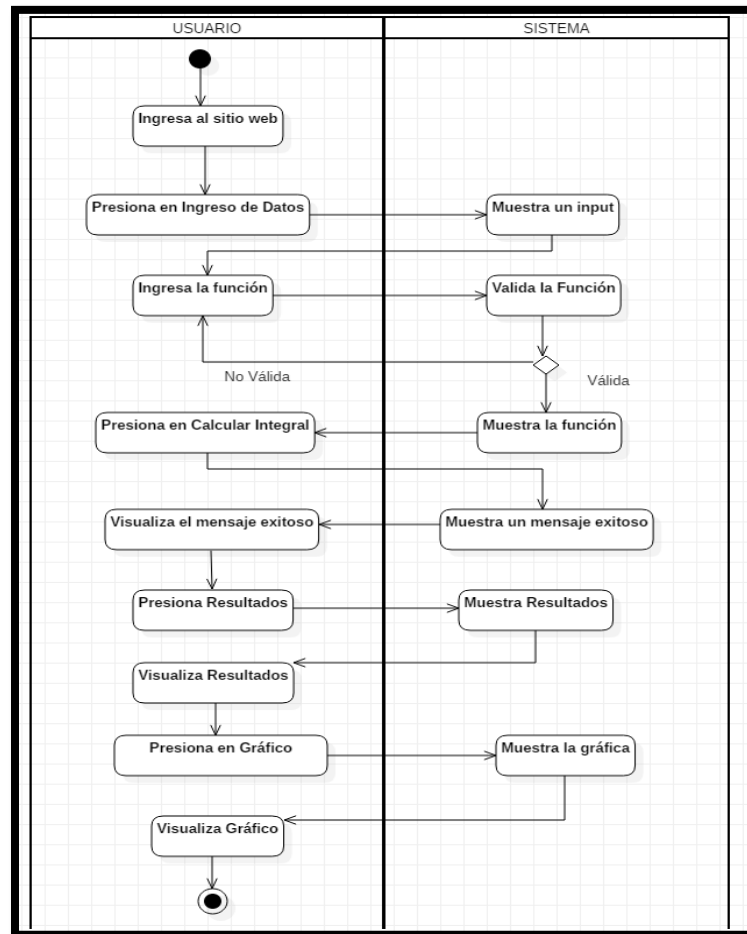 USUARIO
SISTEMA
Ingresa al sitio web
Presiona en Ingreso de Datos
Muestra un input
Ingresa la función
Valida la Función
No Válida
Válida
Presiona en Calcular Integral
Muestra la función
Visualiza el mensaje exitoso
Muestra un mensaje exitoso
Presiona Resultados
Muestra Resultados
Visualiza Resultados
Presiona en Gráfico
Muestra la gráfica
Visualiza Gráfico